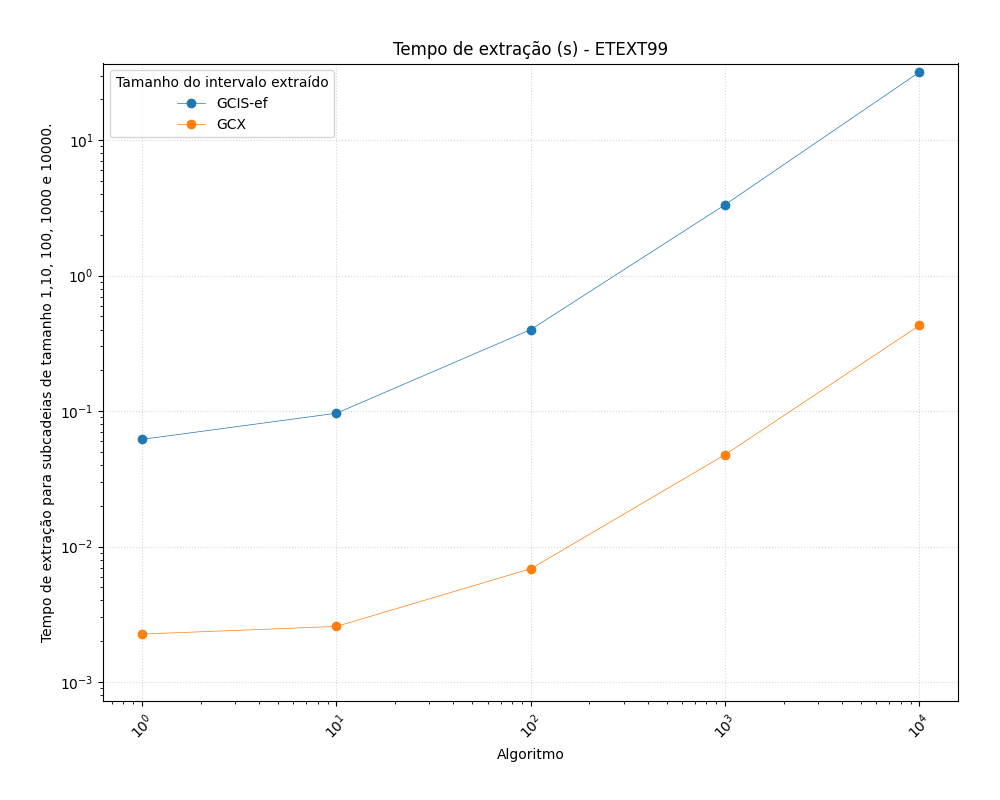 Tempo de extração (s) - ETEXT99
Tamanho do intervalo extraído
GCIS-ef
GCX
Tempo de extração para subcadeias de tamanho 1,10, 100, 1000 e 10000.
10¹
10⁰
10⁻¹
10⁻²
10⁻³
10⁰ 10¹ 10² 10³ 10⁴
Algoritmo